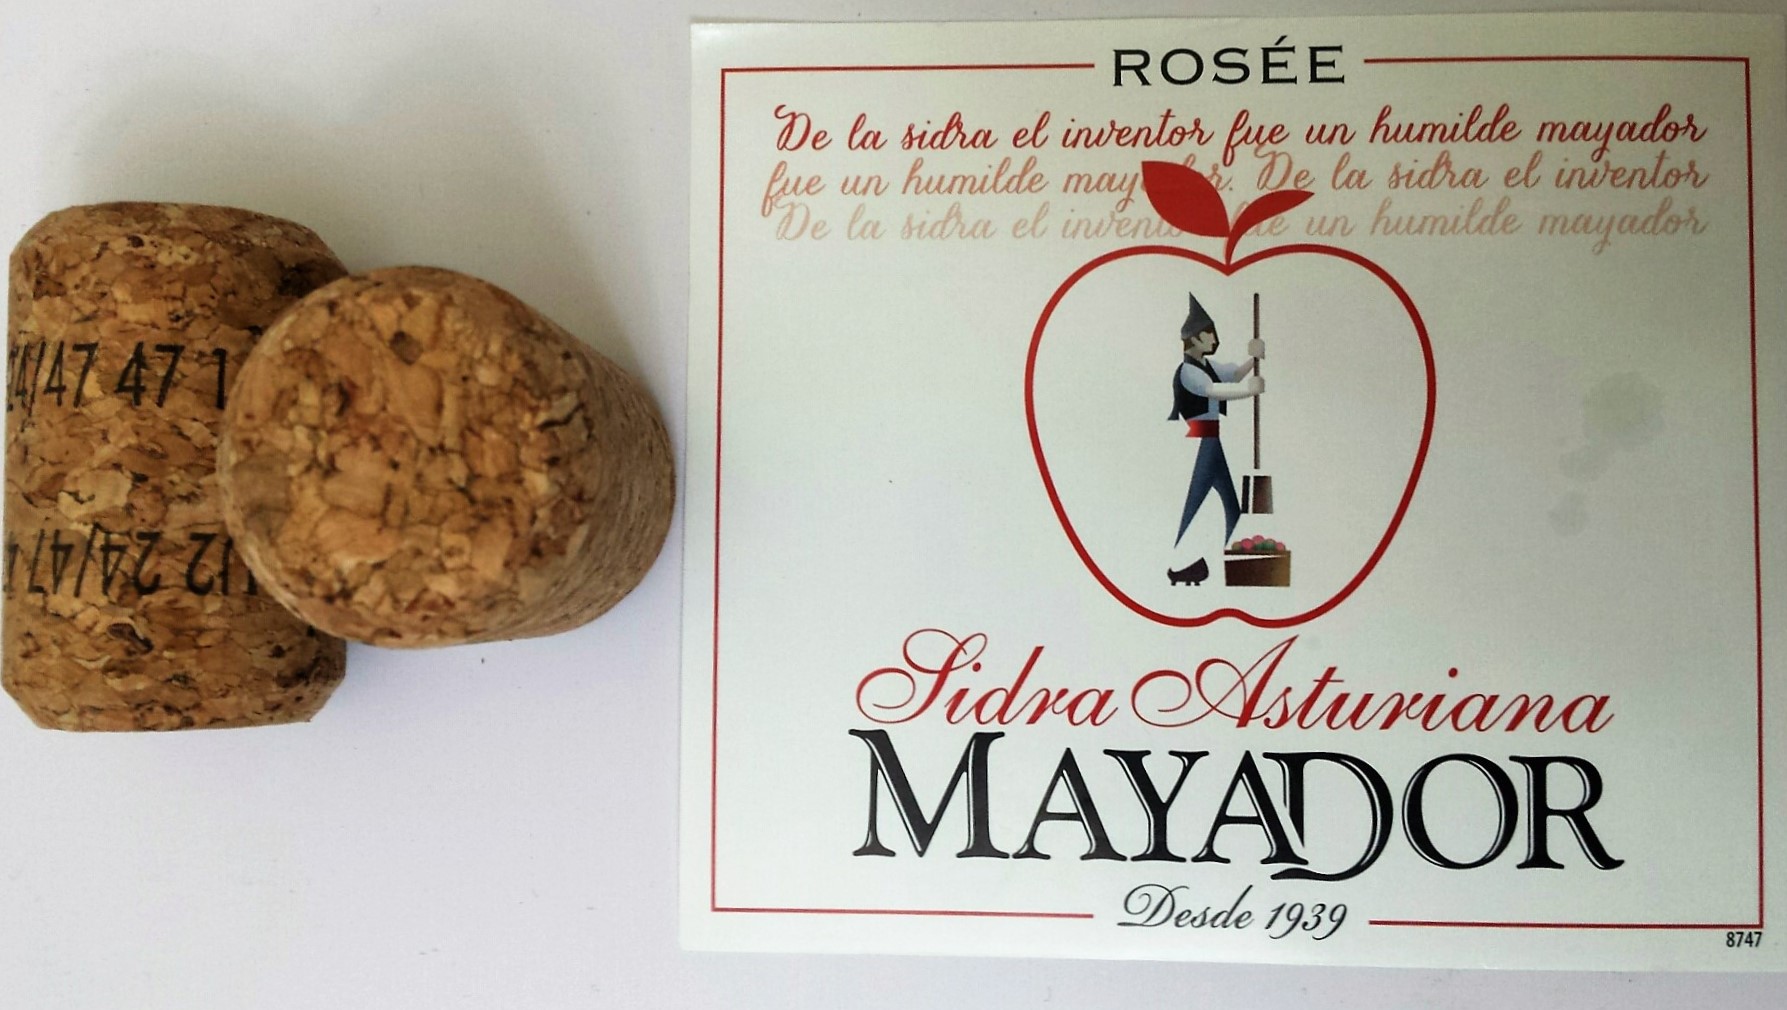 24/47 47 1
1/2 24/47
ROSÉE
De la sidra el inventor fue un humilde mayador
fue un humilde mayador. De la sidra el inventor
De la sidra el inventor fue un humilde mayador
Sidra Asturiana
MAYADOR
Desde 1939
8747